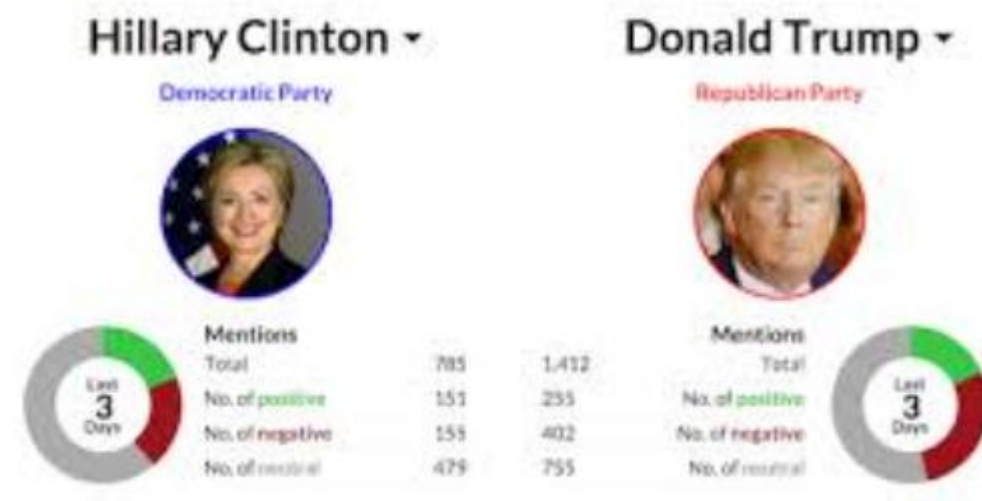 Hillary Clinton
Democratic Party
Last
3
Days
Mentions
Total 785
No. of positive 151
No. of negative 155
No. of neutral 479
Donald Trump
Republican Party
Mentions
1,412 Total
255 No. of positive
402 No. of negative
755 No. of neutral
Last
3
Days